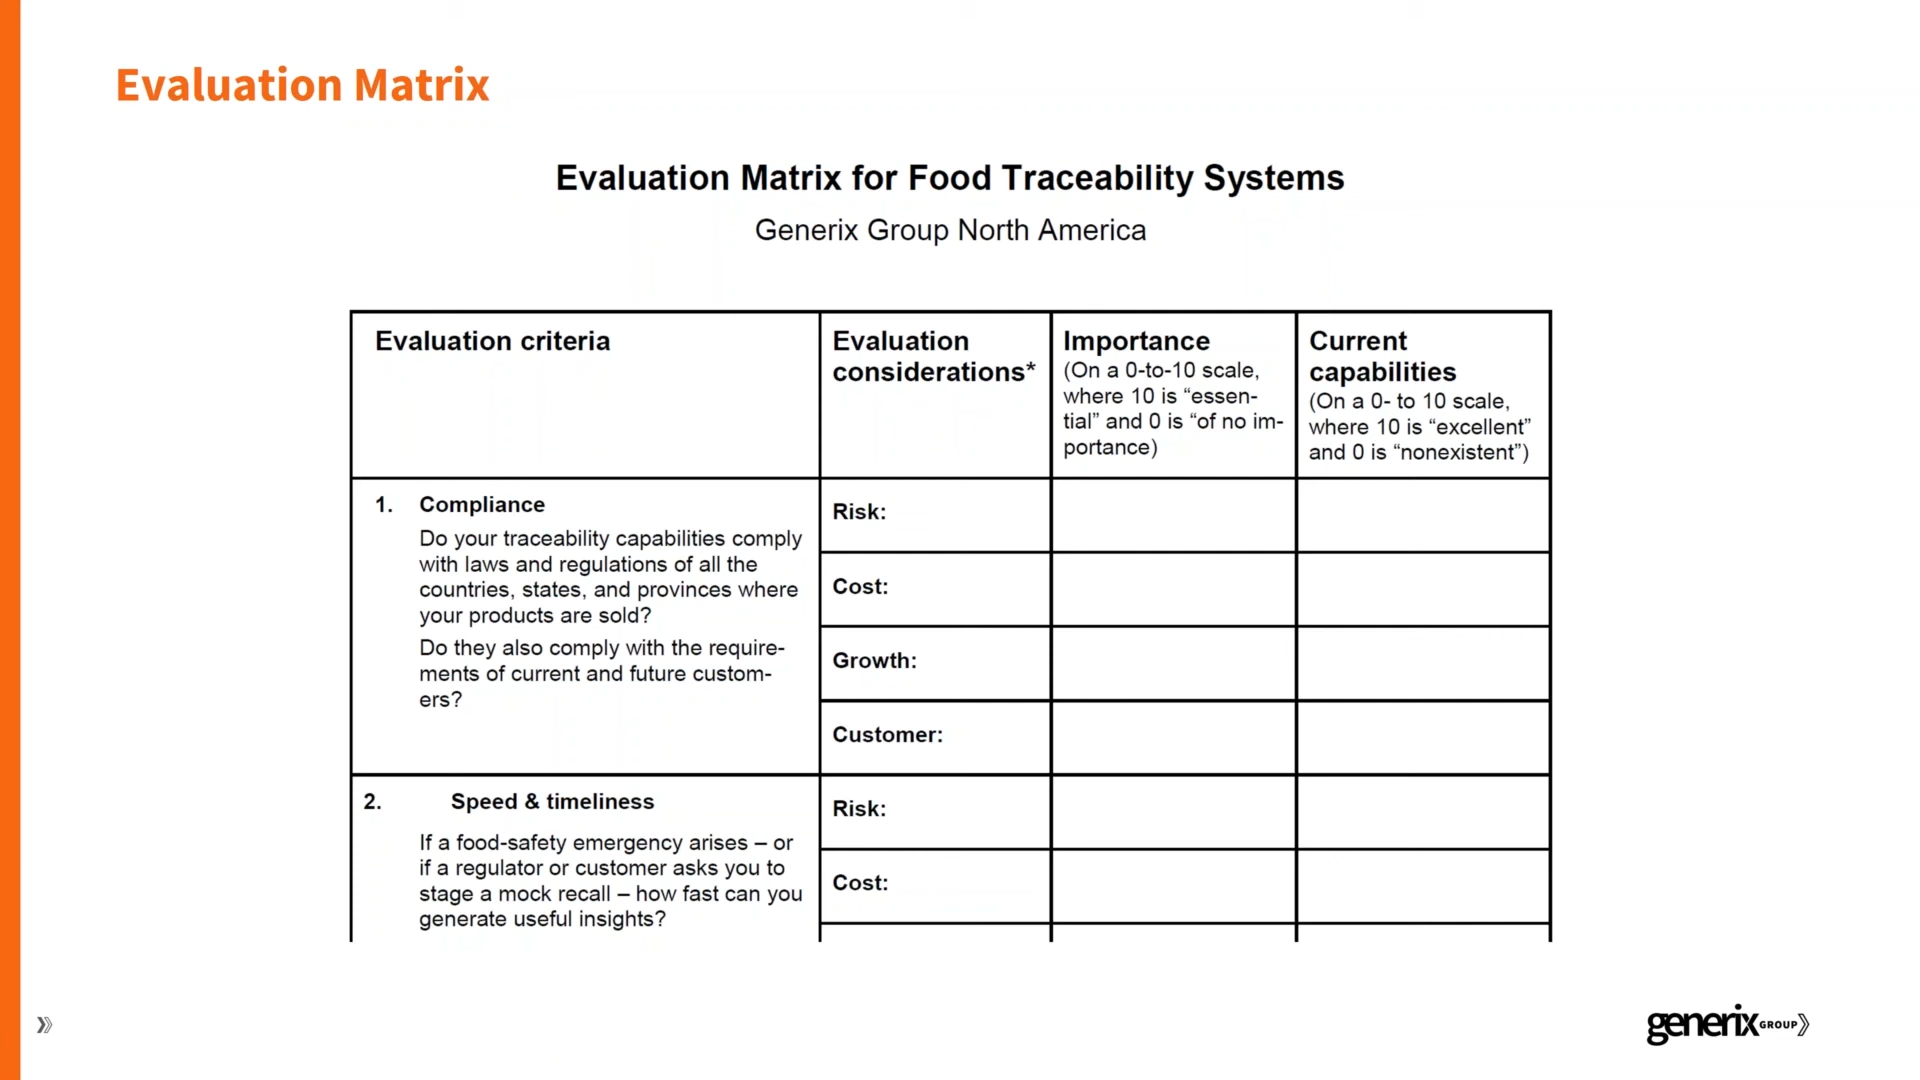 Evaluation Matrix
Evaluation Matrix for Food Traceability Systems
Generix Group North America
Evaluation criteria
Evaluation
considerations*
Importance
(On a 0-to-10 scale,
where 10 is “essen-
tial” and 0 is “of no im-
portance)
Current
capabilities
(On a 0- to 10 scale,
where 10 is “excellent”
and 0 is “nonexistent”)
1. Compliance
Do your traceability capabilities comply
with laws and regulations of all the
countries, states, and provinces where
your products are sold?
Do they also comply with the require-
ments of current and future custom-
ers?
Risk:
Cost:
Growth:
Customer:
2. Speed & timeliness
If a food-safety emergency arises – or
if a regulator or customer asks you to
stage a mock recall – how fast can you
generate useful insights?
Risk:
Cost:
generix GROUP